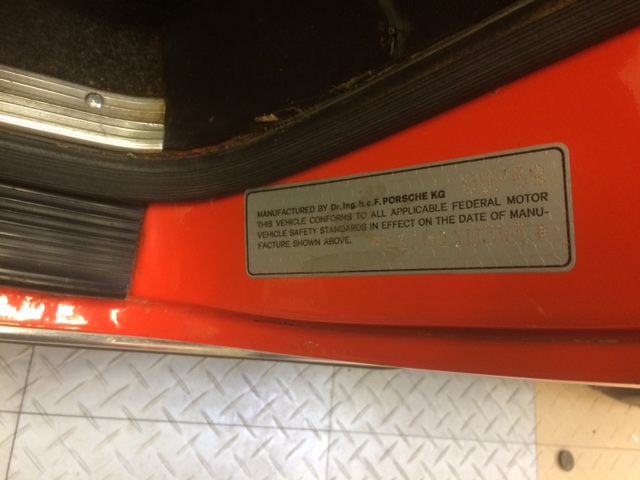 MANUFACTURED BY Dr. Ing. h. c. F. PORSCHE KG
THIS VEHICLE CONFORMS TO ALL APPLICABLE FEDERAL MOTOR
VEHICLE SAFETY STANDARDS IN EFFECT ON THE DATE OF MANU-
FACTURE SHOWN ABOVE.